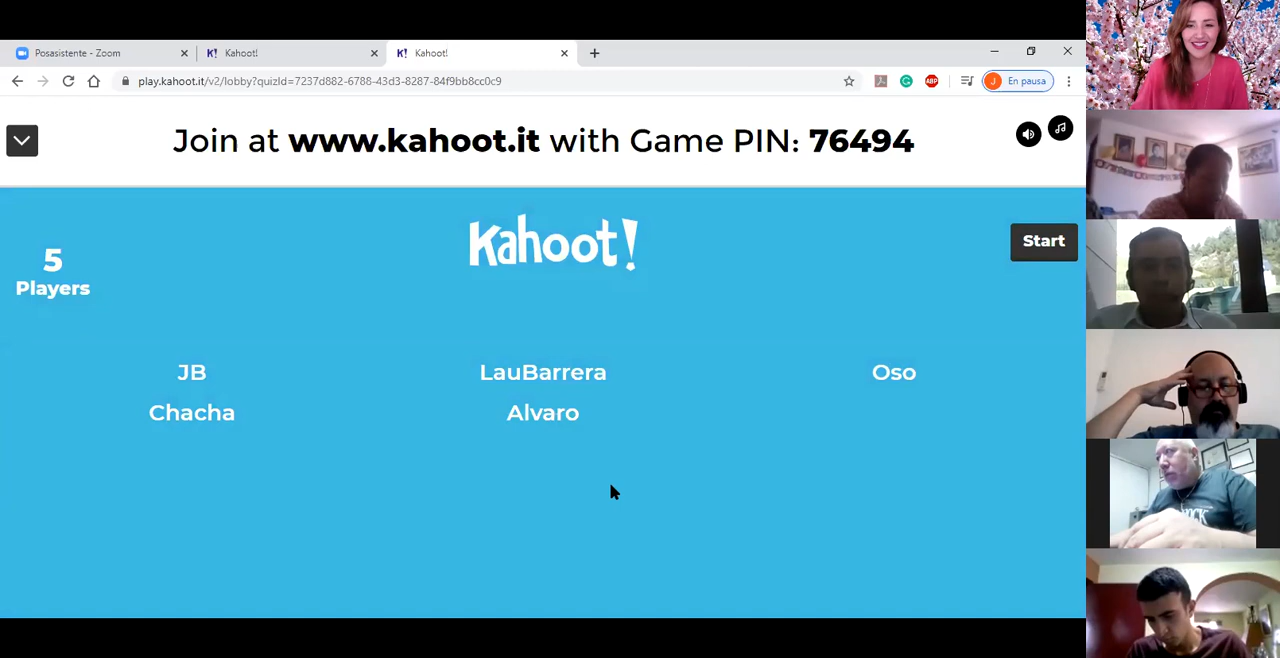 Posasistente - Zoom
Kahoot!
Kahoot!
play.kahoot.it/v2/lobby?quizId=7237d882-6788-43d3-8287-84f9bb8cc0c9
ABP
J
En pausa
Join at www.kahoot.it with Game PIN: 76494
Kahoot!
5
Players
Start
JB
LauBarrera
Oso
Chacha
Alvaro